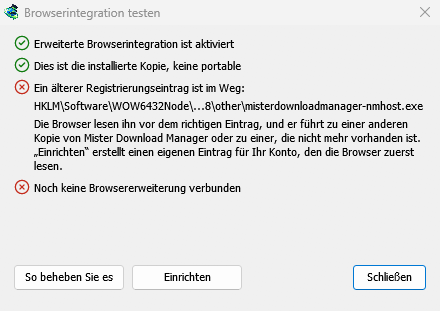 Browserintegration testen
Erweiterte Browserintegration ist aktiviert
Dies ist die installierte Kopie, keine portable
Ein älterer Registrierungseintrag ist im Weg:
HKLM\Software\WOW6432Node\...8\other\misterdownloadmanager-nmhost.exe
Die Browser lesen ihn vor dem richtigen Eintrag, und er führt zu einer anderen
Kopie von Mister Download Manager oder zu einer, die nicht mehr vorhanden ist.
„Einrichten“ erstellt einen eigenen Eintrag für Ihr Konto, den die Browser zuerst
lesen.
Noch keine Browsererweiterung verbunden
So beheben Sie es
Einrichten
Schließen